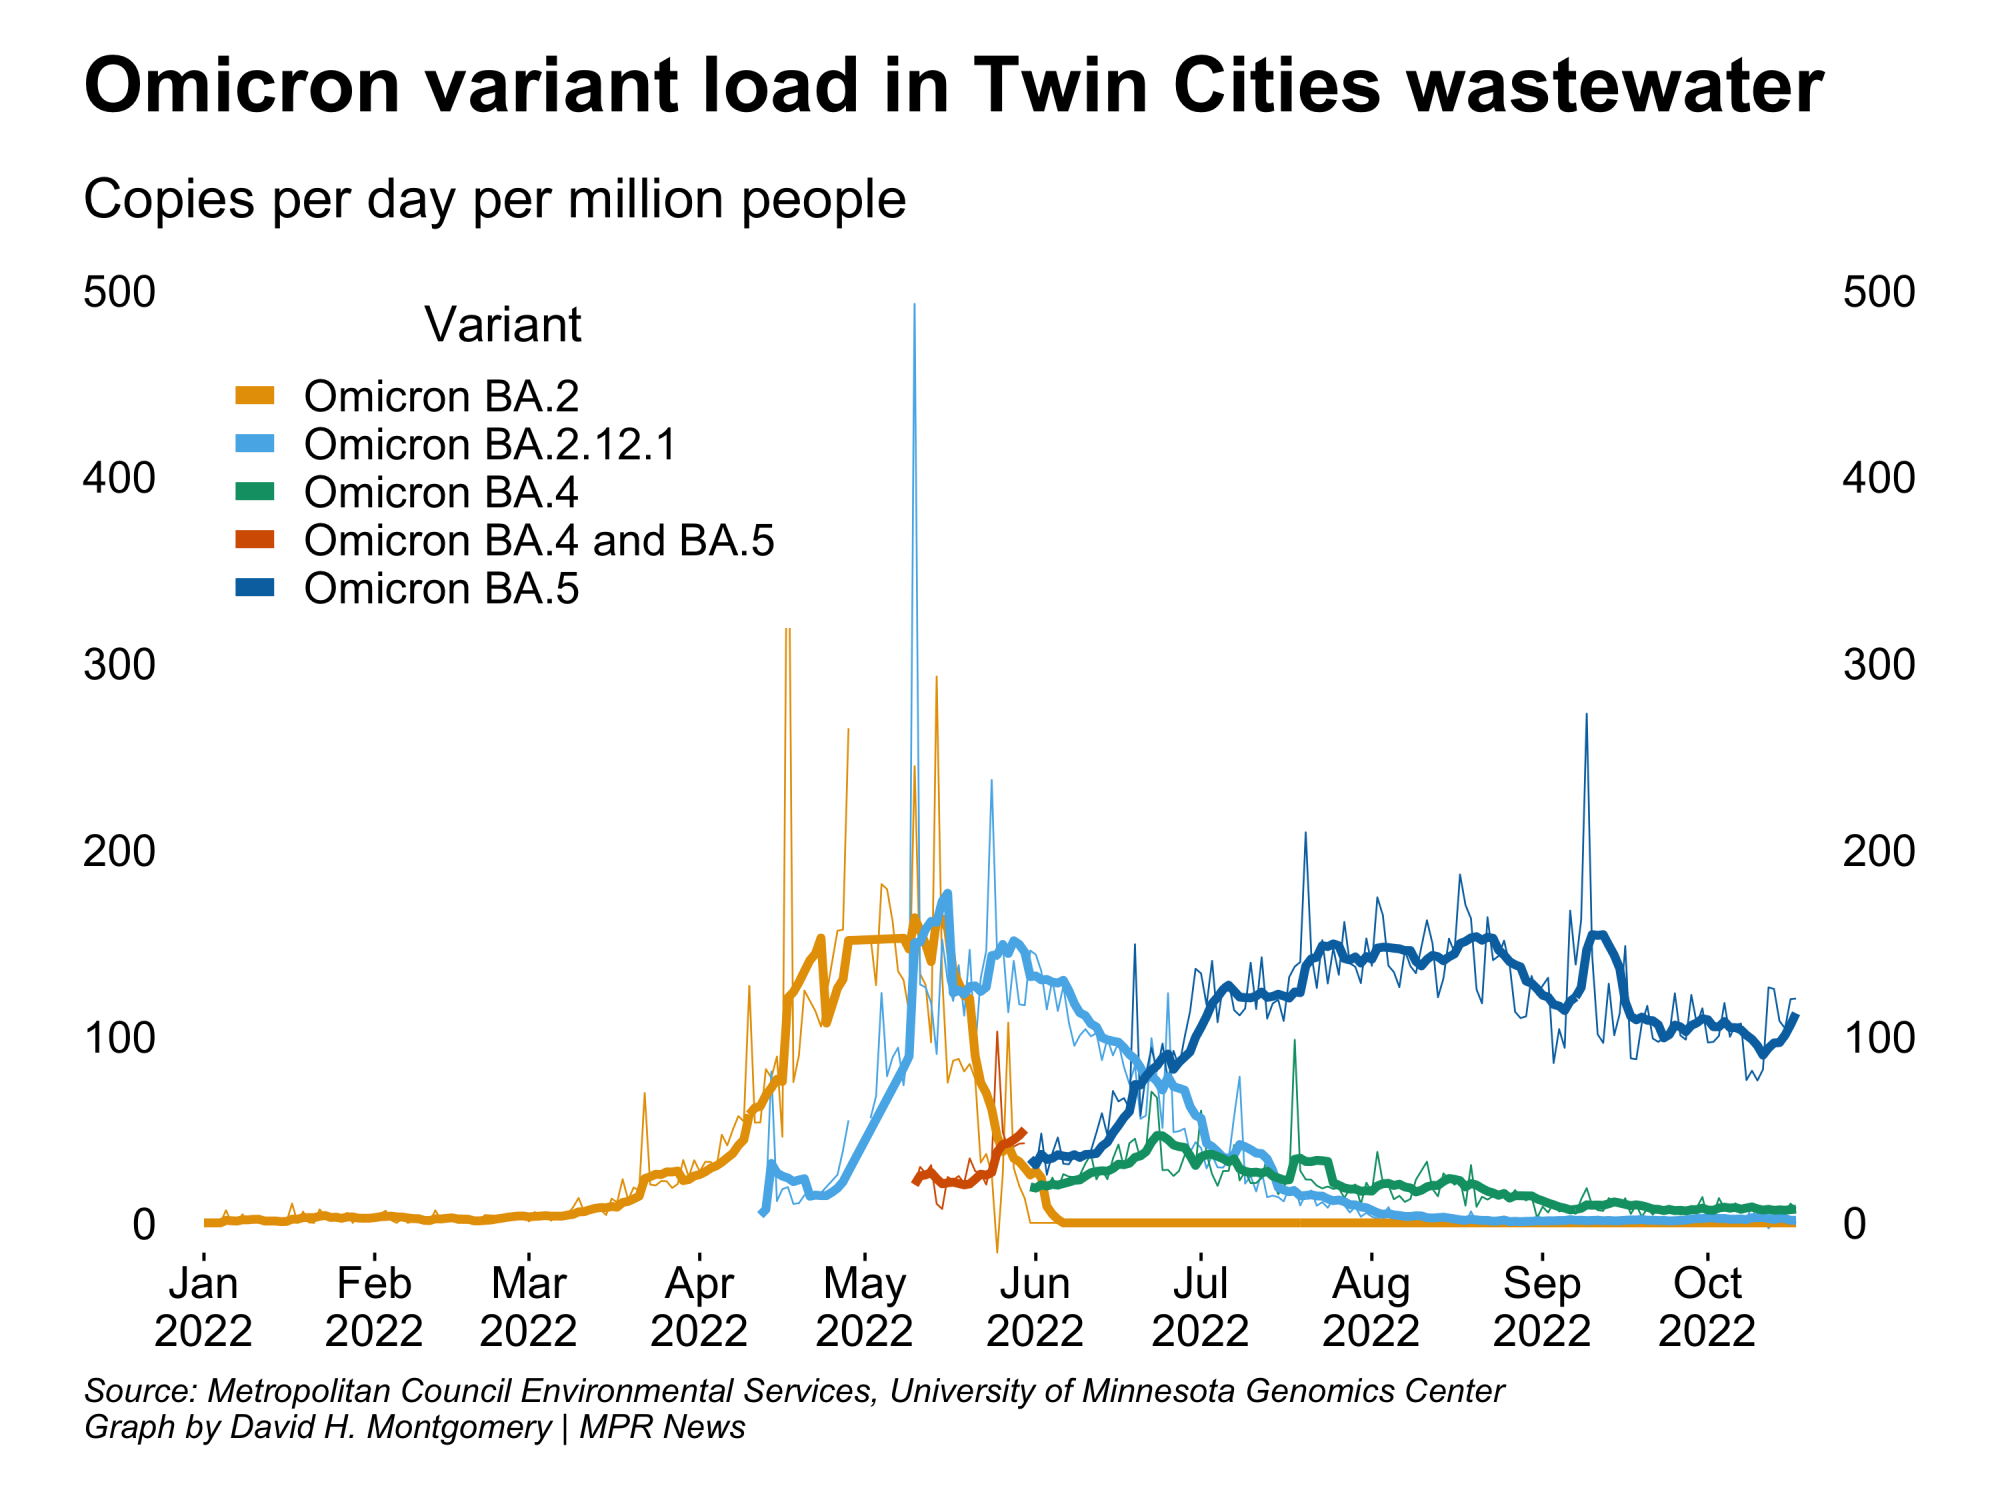 Omicron variant load in Twin Cities wastewater
Copies per day per million people
500 500
Variant
Omicron BA.2
Omicron BA.2.12.1
400 400
Omicron BA.4
Omicron BA.4 and BA.5
Omicron BA.5
300 300
200 200
100 100
0 0
Jan Feb Mar Apr May Jun Jul Aug Sep Oct
2022 2022 2022 2022 2022 2022 2022 2022 2022 2022
Source: Metropolitan Council Environmental Services, University of Minnesota Genomics Center
Graph by David H. Montgomery | MPR News